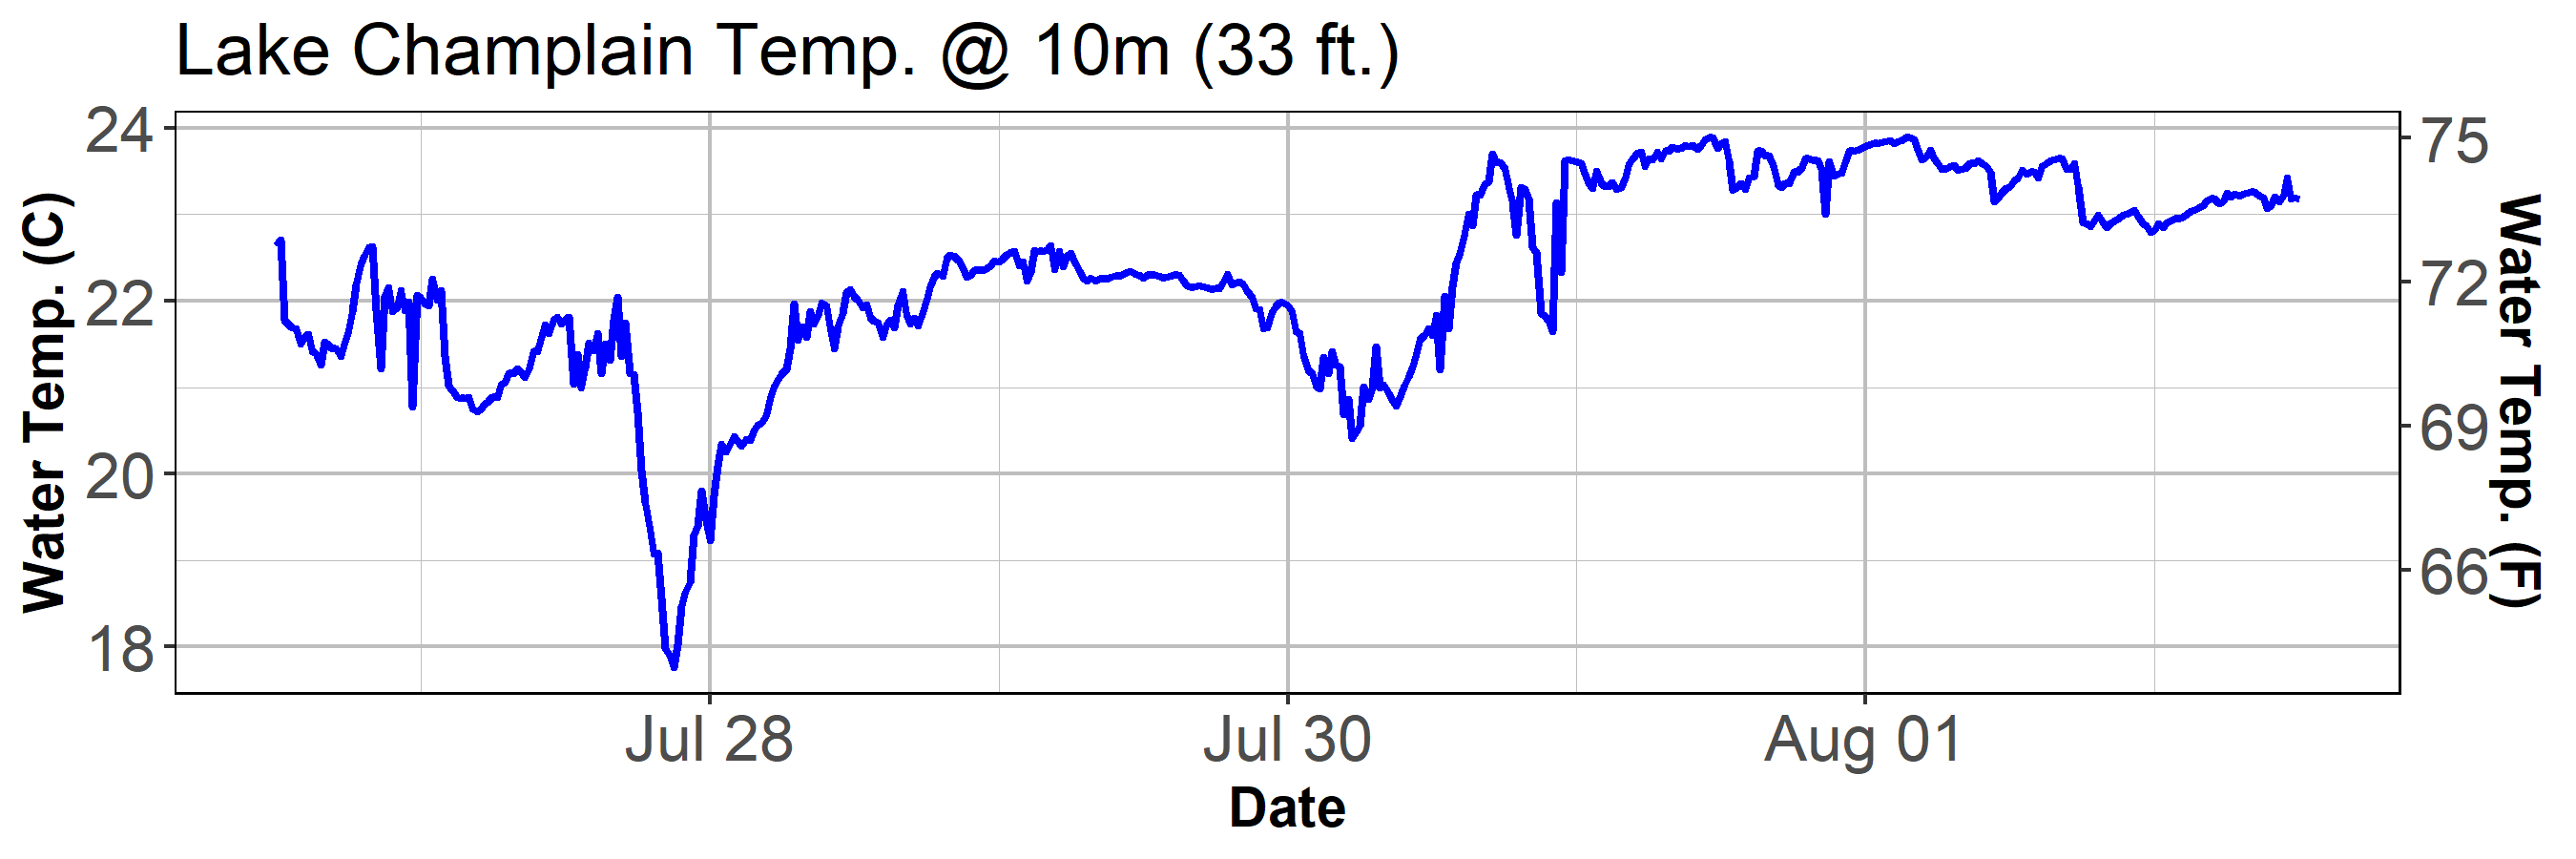 Lake Champlain Temp. @ 10m (33 ft.)
Water Temp. (C)
24
22
20
18
75
72
69
66
Water Temp. (F)
Jul 28
Jul 30
Aug 01
Date